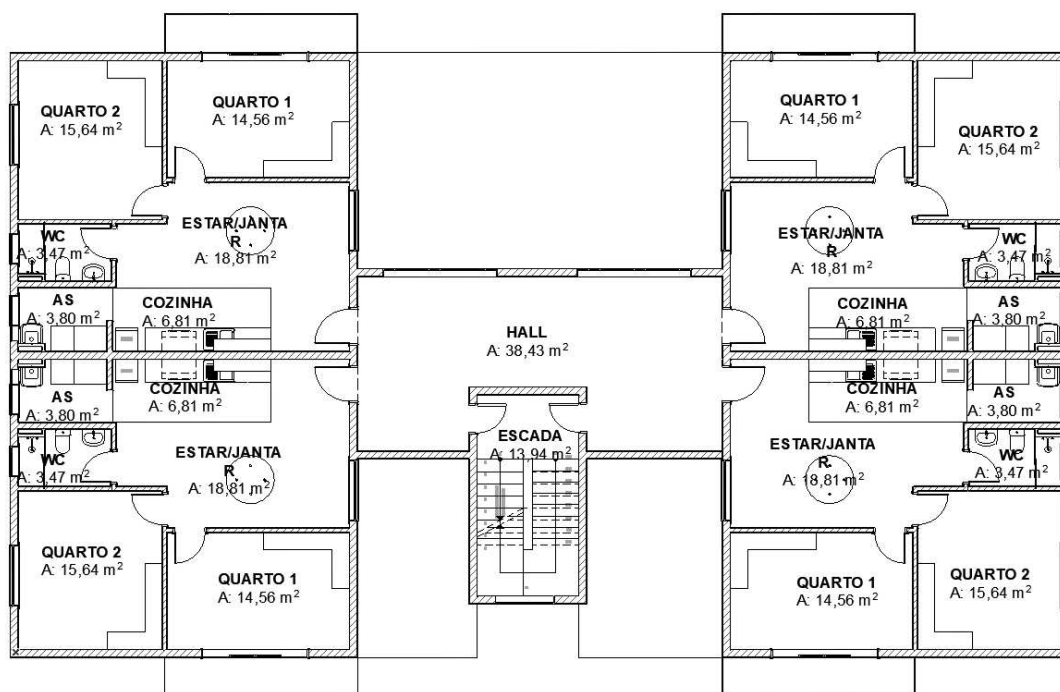 QUARTO 2
A: 15,64 m²
QUARTO 1
A: 14,56 m²
QUARTO 1
A: 14,56 m²
QUARTO 2
A: 15,64 m²
WC
A: 3,47 m²
ESTAR/JANTA
R
A: 18,81 m²
ESTAR/JANTA
R
A: 18,81 m²
WC
A: 3,47 m²
AS
A: 3,80 m²
COZINHA
A: 6,81 m²
HALL
A: 38,43 m²
COZINHA
A: 6,81 m²
AS
A: 3,80 m²
AS
A: 3,80 m²
COZINHA
A: 6,81 m²
COZINHA
A: 6,81 m²
AS
A: 3,80 m²
WC
A: 3,47 m²
ESTAR/JANTA
R
A: 18,81 m²
ESCADA
A: 13,94 m²
ESTAR/JANTA
R
A: 18,81 m²
WC
A: 3,47 m²
QUARTO 2
A: 15,64 m²
QUARTO 1
A: 14,56 m²
QUARTO 1
A: 14,56 m²
QUARTO 2
A: 15,64 m²